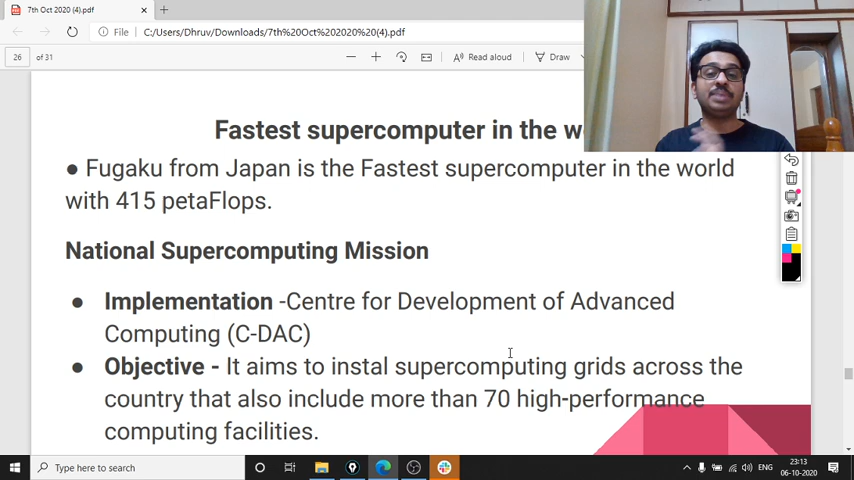 7th Oct 2020 (4).pdf
File
C:/Users/Dhruv/Downloads/7th%20Oct%202020%20(4).pdf
26 of 31
Read aloud
Draw
Fastest supercomputer in the
● Fugaku from Japan is the Fastest supercomputer in the world
with 415 petaFlops.
National Supercomputing Mission
● Implementation -Centre for Development of Advanced
Computing (C-DAC)
● Objective - It aims to instal supercomputing grids across the
country that also include more than 70 high-performance
computing facilities.
Type here to search
ENG
23:13
06-10-2020